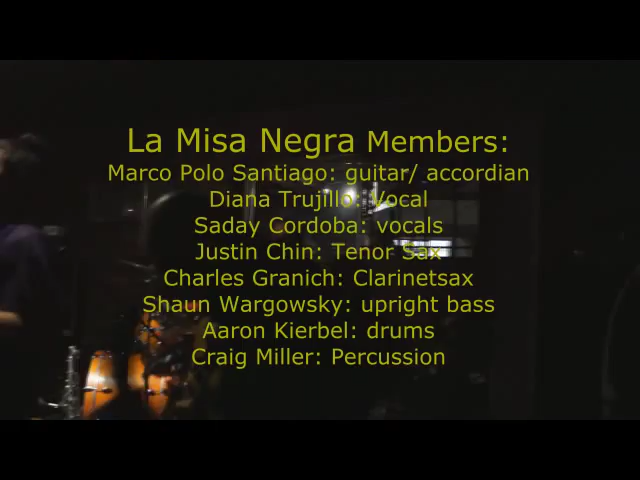 La Misa Negra Members:
Marco Polo Santiago: guitar/ accordian
Diana Trujillo: Vocal
Saday Cordoba: vocals
Justin Chin: Tenor Sax
Charles Granich: Clarinetsax
Shaun Wargowsky: upright bass
Aaron Kierbel: drums
Craig Miller: Percussion